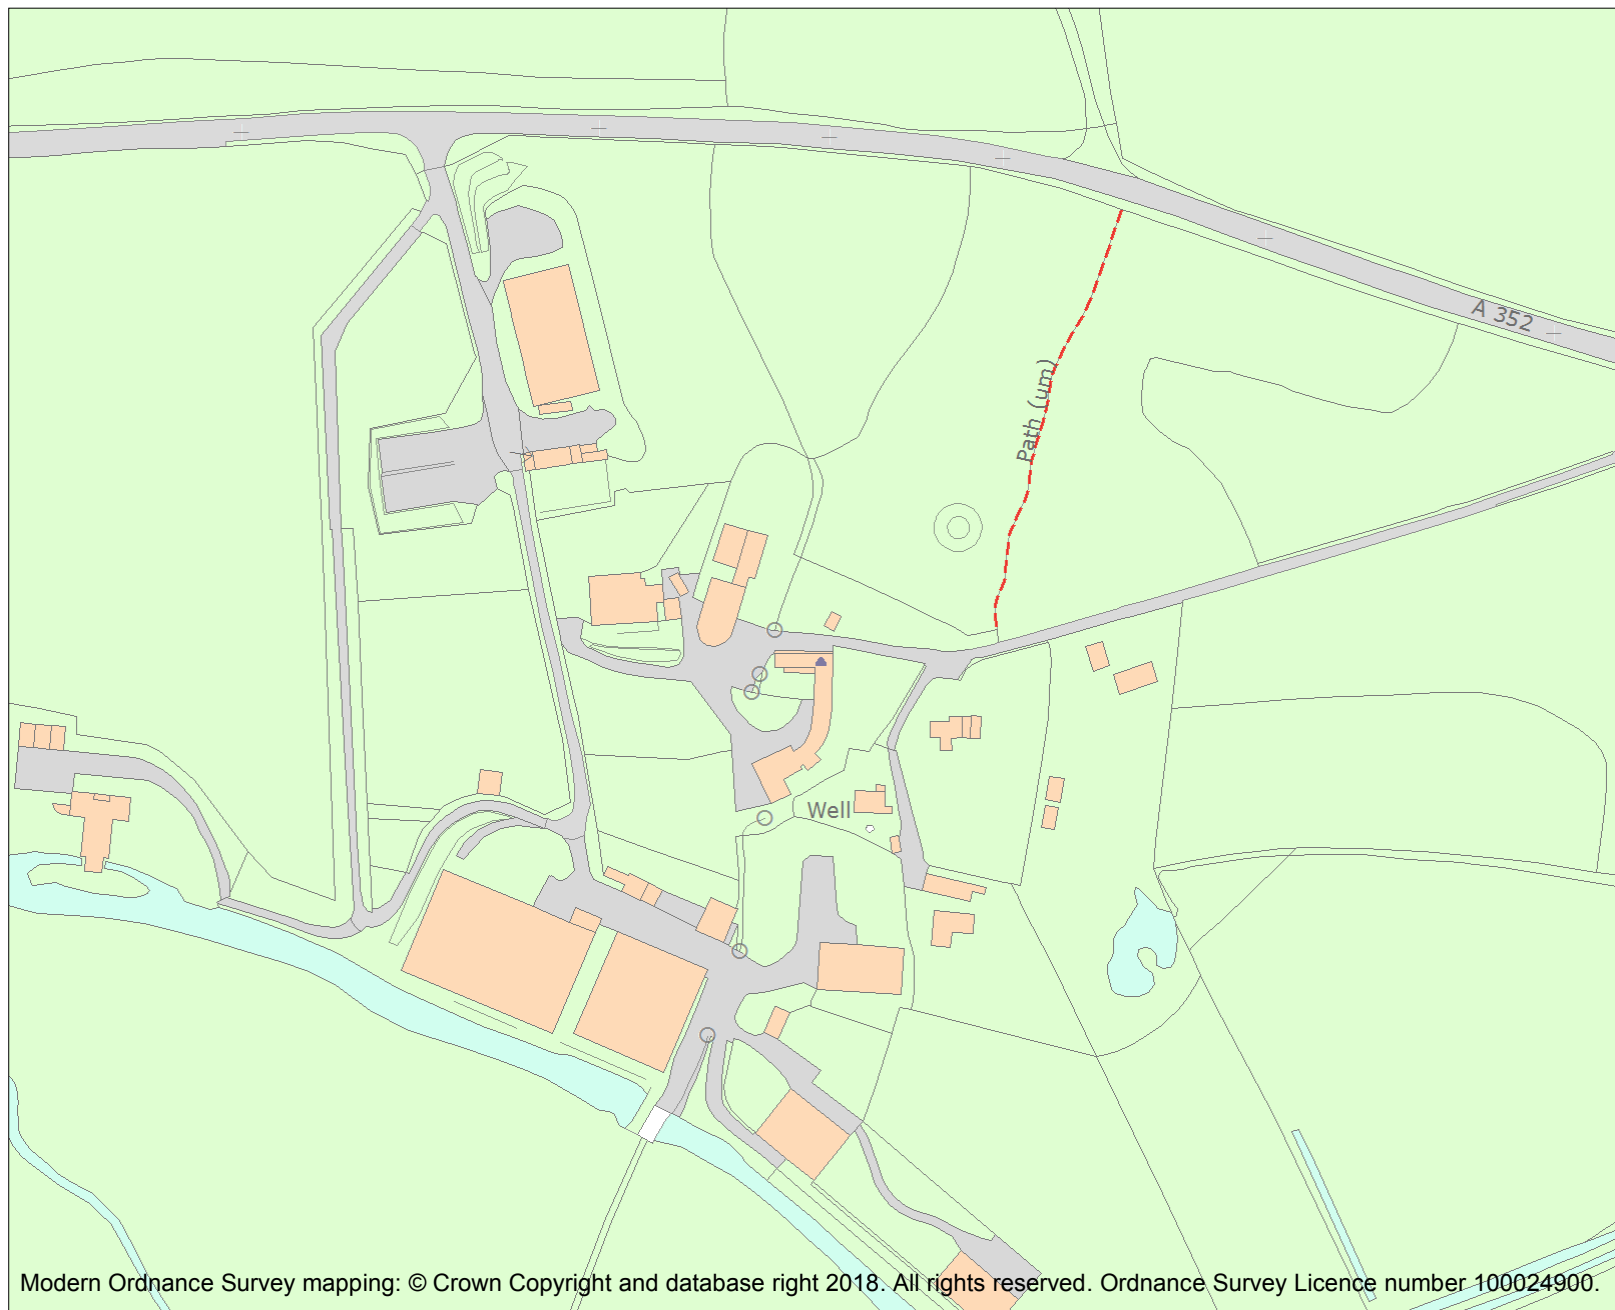 A 352
Path (um)
Well
Modern Ordnance Survey mapping: © Crown Copyright and database right 2018. All rights reserved. Ordnance Survey Licence number 100024900.